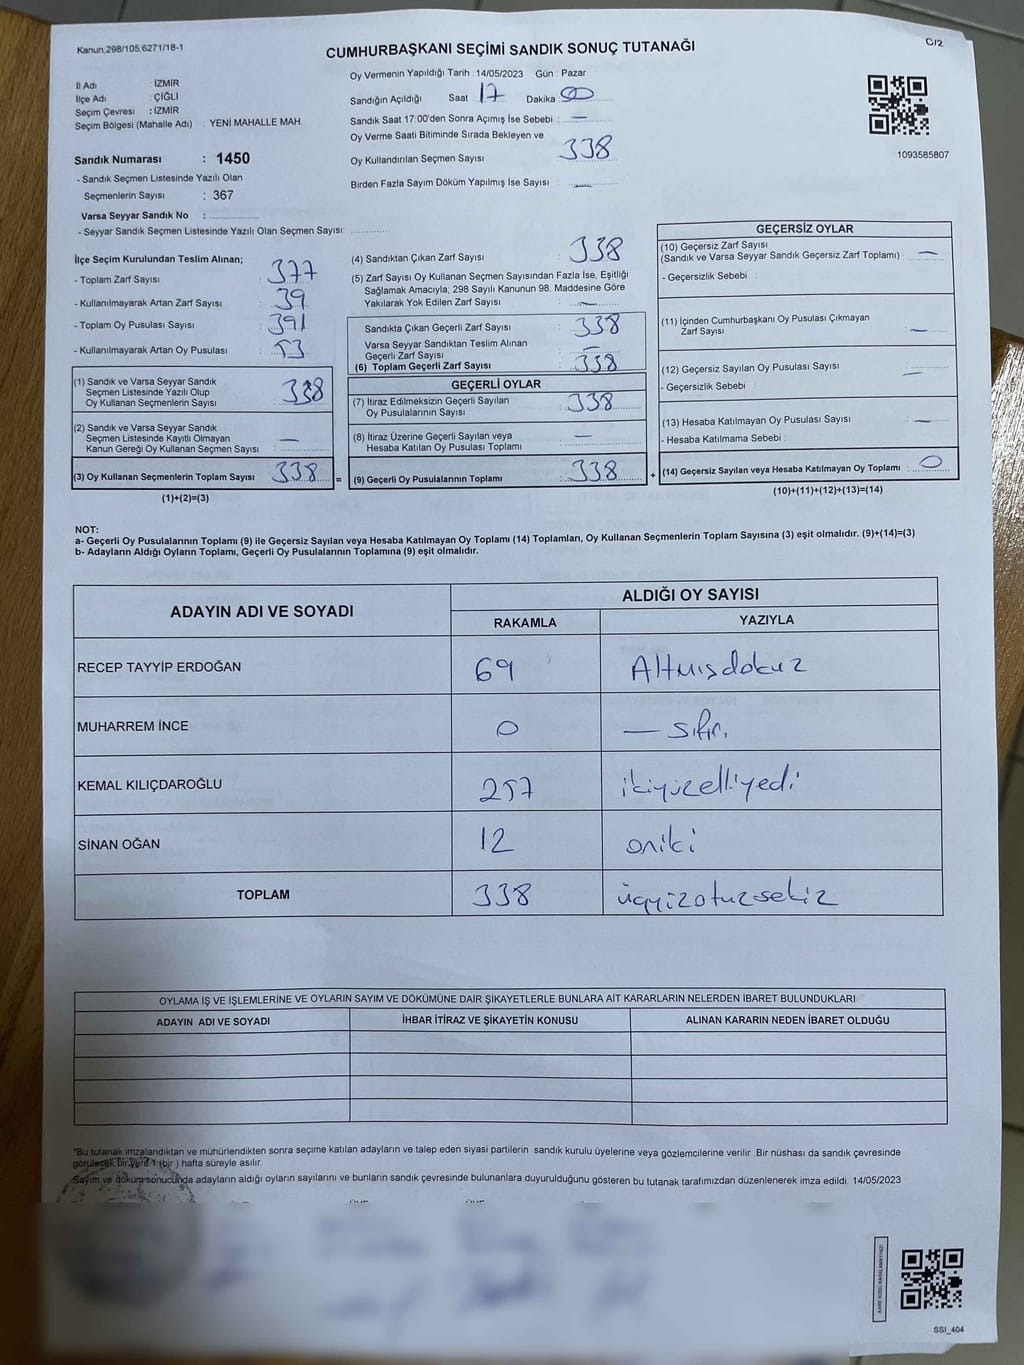 Kanun;298/105;6271/18-1
C/2
CUMHURBAŞKANI SEÇİMİ SANDIK SONUÇ TUTANAĞI
İl Adı : İZMİR
İlçe Adı : ÇİĞLİ
Seçim Çevresi : İZMİR
Seçim Bölgesi (Mahalle Adı) : YENİ MAHALLE MAH.
Sandık Numarası : 1450
- Sandık Seçmen Listesinde Yazılı Olan
Seçmenlerin Sayısı : 367
Varsa Seyyar Sandık No :
- Seyyar Sandık Seçmen Listesinde Yazılı Olan Seçmen Sayısı:
Oy Vermenin Yapıldığı Tarih : 14/05/2023 Gün : Pazar
Sandığın Açıldığı Saat 17 Dakika : 00
Sandık Saat 17:00'den Sonra Açımış İse Sebebi : —
Oy Verme Saati Bitiminde Sırada Bekleyen ve
Oy Kullandırılan Seçmen Sayısı : 338
Birden Fazla Sayım Döküm Yapılmış İse Sayısı : —
1093585807
İlçe Seçim Kurulundan Teslim Alınan;
- Toplam Zarf Sayısı : 377
- Kullanılmayarak Artan Zarf Sayısı : 39
- Toplam Oy Pusulası Sayısı : 391
- Kullanılmayarak Artan Oy Pusulası : 53
(1) Sandık ve Varsa Seyyar Sandık
Seçmen Listesinde Yazılı Olup
Oy Kullanan Seçmenlerin Sayısı : 338
(2) Sandık ve Varsa Seyyar Sandık
Seçmen Listesinde Kayıtlı Olmayan
Kanun Gereği Oy Kullanan Seçmen Sayısı : —
(3) Oy Kullanan Seçmenlerin Toplam Sayısı : 338
(1)+(2)=(3)
(4) Sandıktan Çıkan Zarf Sayısı : 338
(5) Zarf Sayısı Oy Kullanan Seçmen Sayısından Fazla İse, Eşitliği
Sağlamak Amacıyla; 298 Sayılı Kanunun 98. Maddesine Göre
Yakılarak Yok Edilen Zarf Sayısı : —
Sandıkta Çıkan Geçerli Zarf Sayısı : 338
Varsa Seyyar Sandıktan Teslim Alınan
Geçerli Zarf Sayısı : —
(6) Toplam Geçerli Zarf Sayısı : 338
GEÇERLİ OYLAR
(7) İtiraz Edilmeksizin Geçerli Sayılan
Oy Pusulalarının Sayısı : 338
(8) İtiraz Üzerine Geçerli Sayılan veya
Hesaba Katılan Oy Pusulası Toplamı : —
= (9) Geçerli Oy Pusulalarının Toplamı : 338
GEÇERSİZ OYLAR
(10) Geçersiz Zarf Sayısı
(Sandık ve Varsa Seyyar Sandık Geçersiz Zarf Toplamı) : —
- Geçersizlik Sebebi :
(11) İçinden Cumhurbaşkanı Oy Pusulası Çıkmayan
Zarf Sayısı : —
(12) Geçersiz Sayılan Oy Pusulası Sayısı : —
- Geçersizlik Sebebi :
(13) Hesaba Katılmayan Oy Pusulası Sayısı : —
- Hesaba Katılmama Sebebi :
+ (14) Geçersiz Sayılan veya Hesaba Katılmayan Oy Toplamı : 0
(10)+(11)+(12)+(13)=(14)
NOT:
a- Geçerli Oy Pusulalarının Toplamı (9) ile Geçersiz Sayılan veya Hesaba Katılmayan Oy Toplamı (14) Toplamları, Oy Kullanan Seçmenlerin Toplam Sayısına (3) eşit olmalıdır. (9)+(14)=(3)
b- Adayların Aldığı Oyların Toplamı, Geçerli Oy Pusulalarının Toplamına (9) eşit olmalıdır.
ADAYIN ADI VE SOYADI
ALDIĞI OY SAYISI
RAKAMLA YAZIYLA
RECEP TAYYİP ERDOĞAN 69 Altmışdokuz
MUHARREM İNCE 0 — sıfır.
KEMAL KILIÇDAROĞLU 257 ikiyüzelliyedi
SİNAN OĞAN 12 oniki
TOPLAM 338 üçyüzotuzsekiz
OYLAMA İŞ VE İŞLEMLERİNE VE OYLARIN SAYIM VE DÖKÜMÜNE DAİR ŞİKAYETLERLE BUNLARA AİT KARARLARIN NELERDEN İBARET BULUNDUKLARI
ADAYIN ADI VE SOYADI İHBAR İTİRAZ VE ŞİKAYETİN KONUSU ALINAN KARARIN NEDEN İBARET OLDUĞU
*Bu tutanak imzalandıktan ve mühürlendikten sonra seçime katılan adayların ve talep eden siyasi partilerin sandık kurulu üyelerine veya gözlemcilerine verilir .Bir nüshası da sandık çevresinde
görülecek bir yere 1 (bir ) hafta süreyle asılır.
Sayım ve döküm sonucunda adayların aldığı oyların sayılarını ve bunların sandık çevresinde bulunanlara duyurulduğunu gösteren bu tutanak tarafımızdan düzenlenerek imza edildi. 14/05/2023
SSI_404